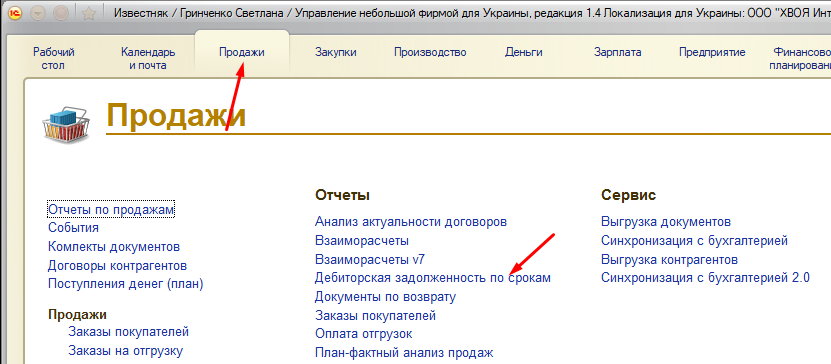 Известняк / Гринченко Светлана / Управление небольшой фирмой для Украины, редакция 1.4 Локализация для Украины: ООО "ХВОЯ Инт
Рабочий стол
Календарь и почта
Продажи
Закупки
Производство
Деньги
Зарплата
Предприятие
Финансово
планирован
Продажи
Отчеты по продажам
События
Комлекты документов
Договоры контрагентов
Поступления денег (план)
Продажи
Заказы покупателей
Заказы на отгрузку
Отчеты
Анализ актуальности договоров
Взаиморасчеты
Взаиморасчеты v7
Дебиторская задолженность по срокам
Документы по возврату
Заказы покупателей
Оплата отгрузок
План-фактный анализ продаж
Сервис
Выгрузка документов
Синхронизация с бухгалтерией
Выгрузка контрагентов
Синхронизация с бухгалтерией 2.0